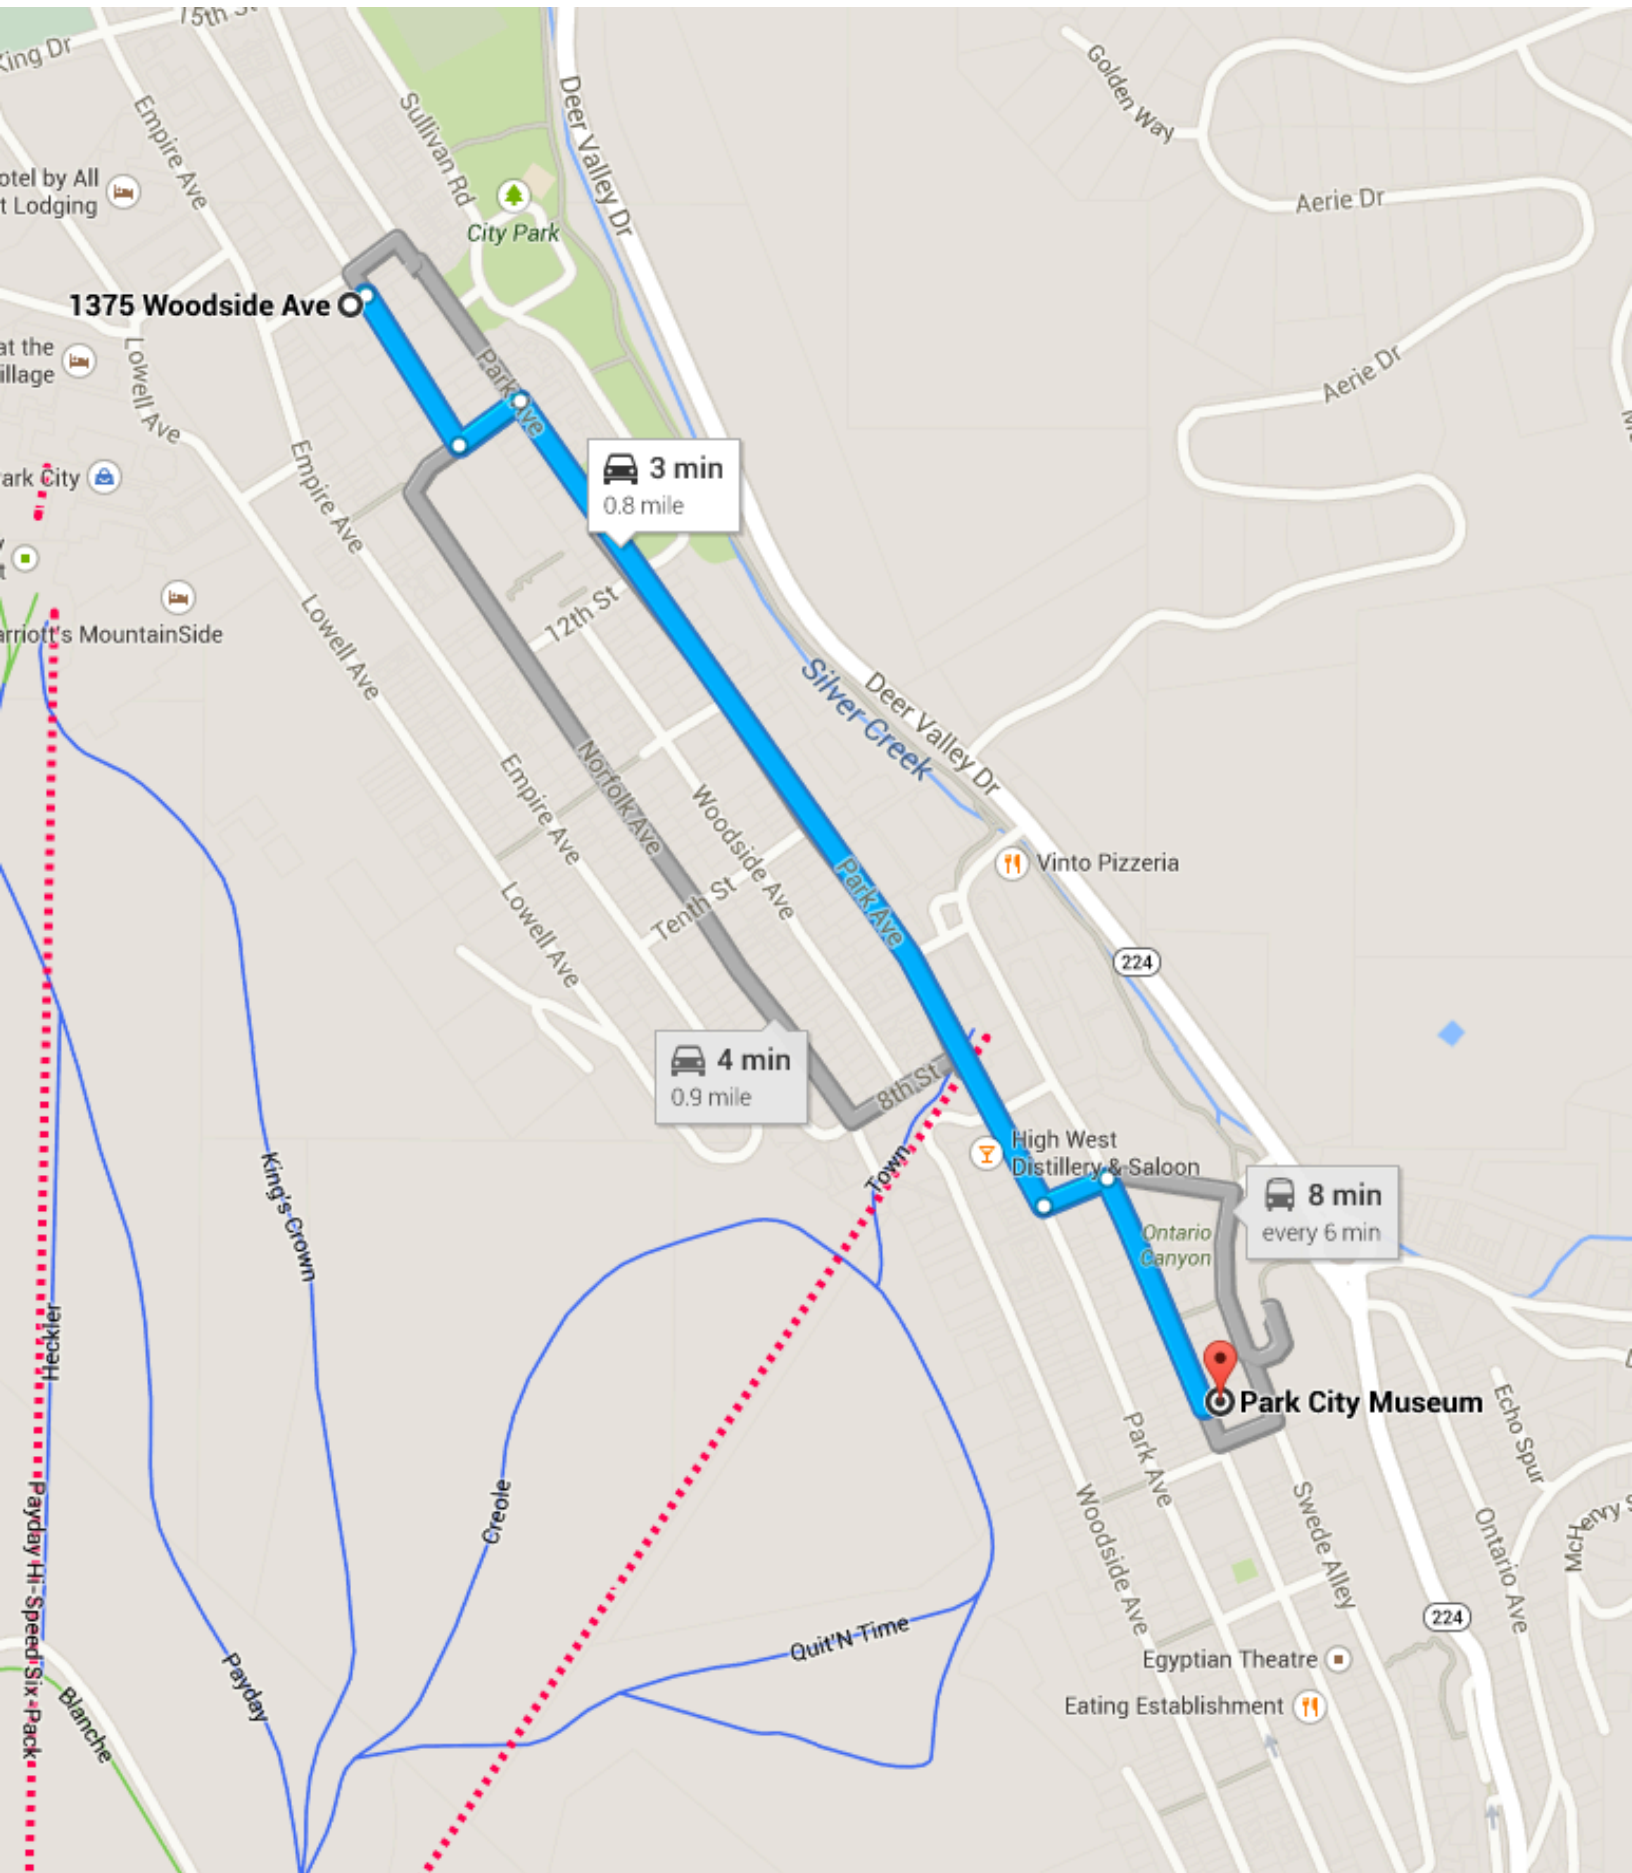 15th St
King Dr
Empire Ave
Sullivan Rd
Deer Valley Dr
Golden Way
otel by All
t Lodging
City Park
Aerie Dr
1375 Woodside Ave
at the
illage
Lowell Ave
Park Ave
Aerie Dr
ark City
Empire Ave
3 min
0.8 mile
12th St
arriott's MountainSide
Lowell Ave
Silver Creek
Deer Valley Dr
Norfolk Ave
Empire Ave
Woodside Ave
Park Ave
Vinto Pizzeria
Tenth St
Lowell Ave
224
4 min
0.9 mile
8th St
High West
Distillery & Saloon
Town
King's Crown
8 min
every 6 min
Ontario
Canyon
Heckler
Park City Museum
Echo Spur
Park Ave
Creole
Woodside Ave
Swede Alley
Ontario Ave
McHenry S
Payday Hi-Speed Six-Pack
224
Quit'N Time
Egyptian Theatre
Payday
Blanche
Eating Establishment